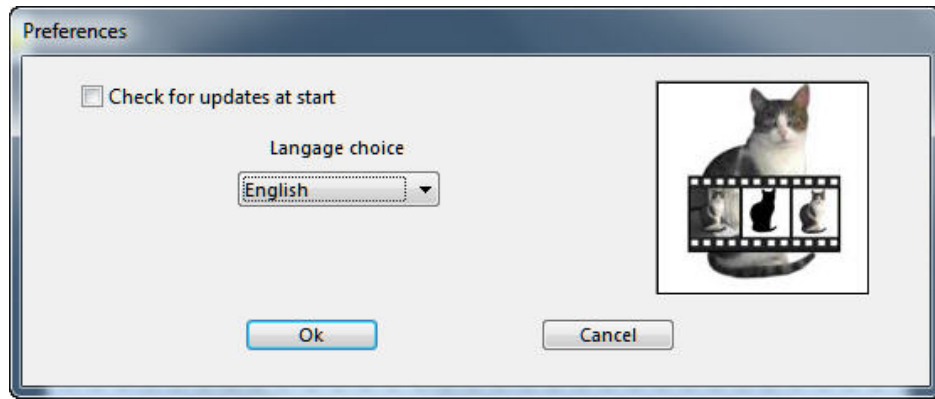 Preferences
Check for updates at start
Langage choice
English
Ok
Cancel